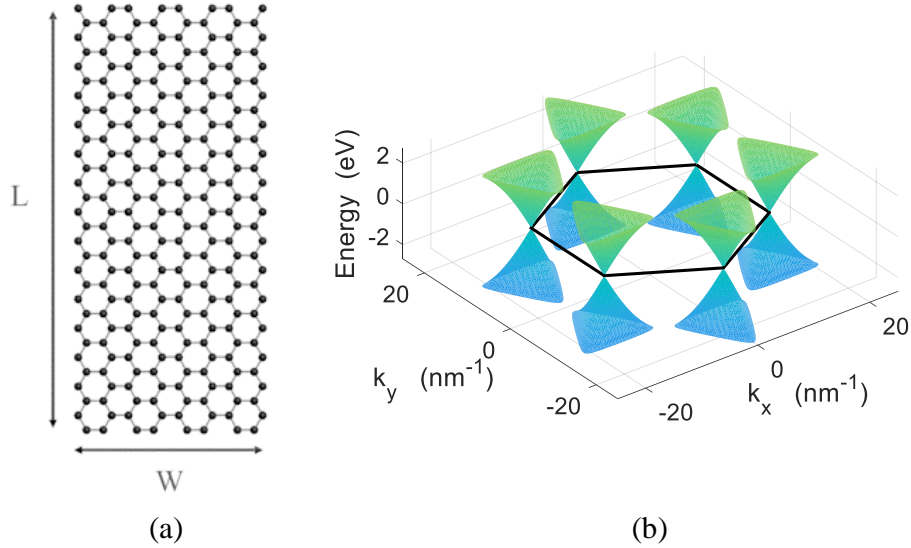 L
W
(a)
Energy (eV)
2
0
-2
20
0
-20
k_y (nm^-1)
-20
0
20
k_x (nm^-1)
(b)